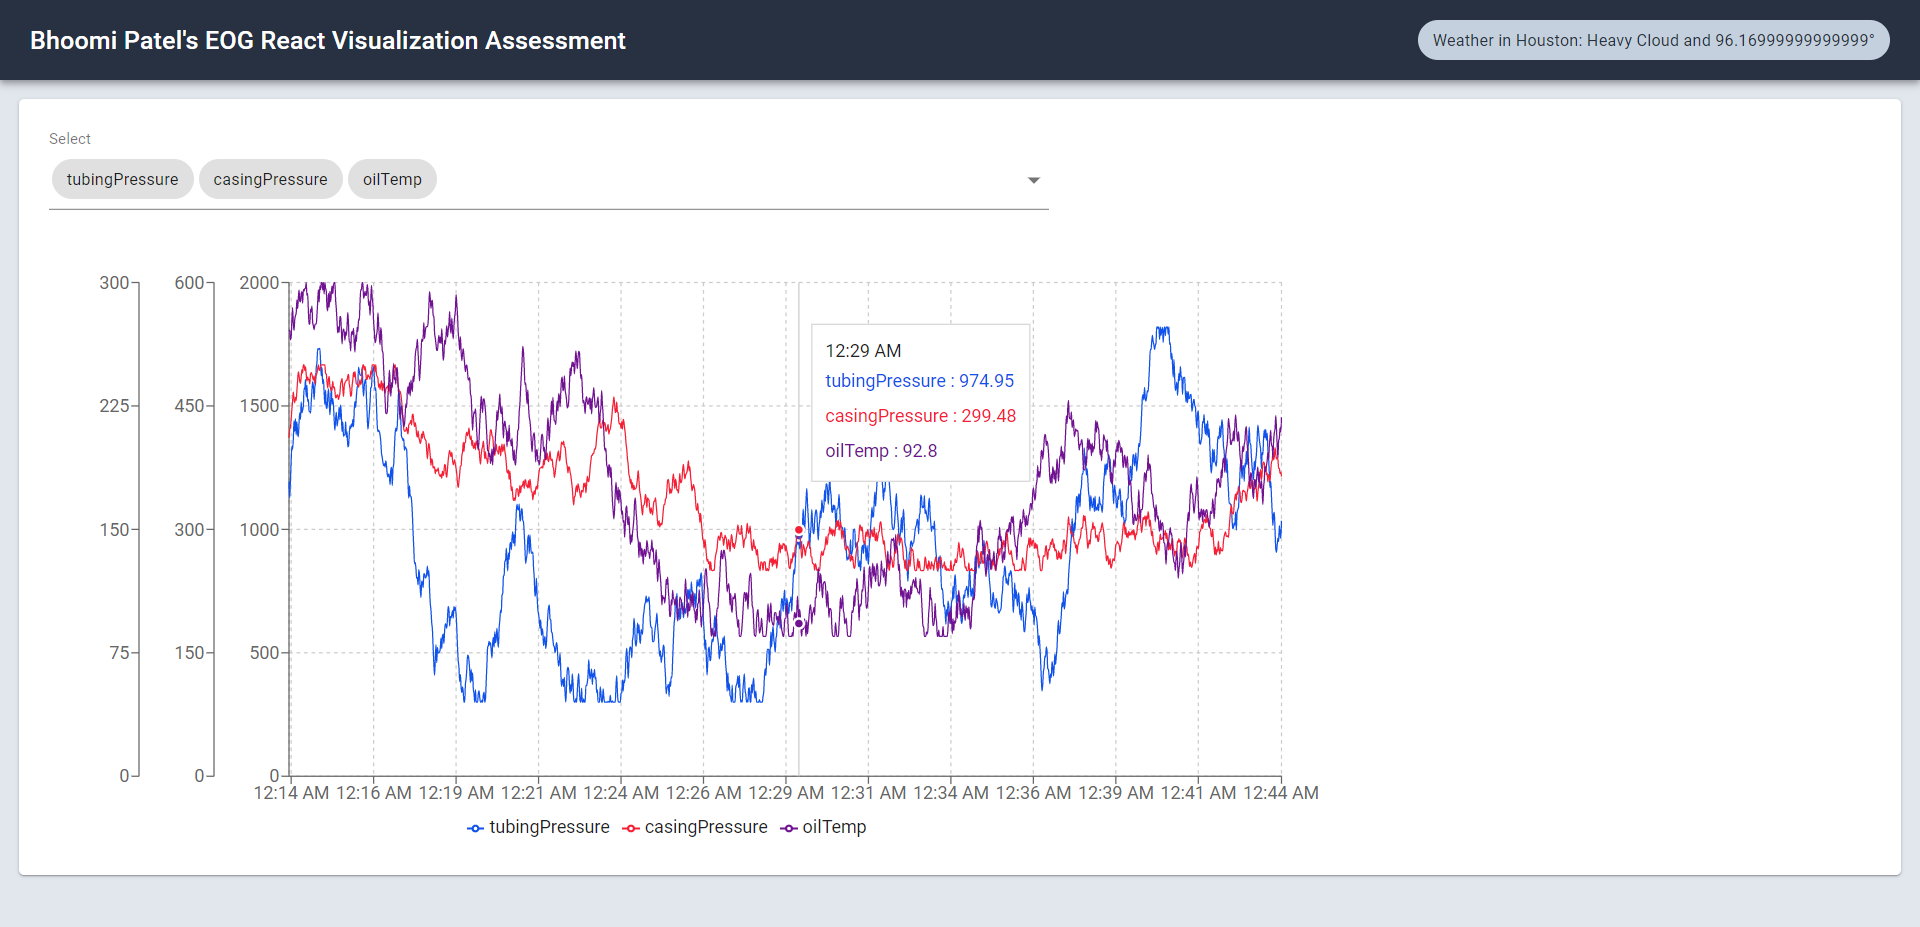 Bhoomi Patel's EOG React Visualization Assessment
Weather in Houston: Heavy Cloud and 96.16999999999999°
Select
tubingPressure casingPressure oilTemp
300 600 2000
12:29 AM
tubingPressure : 974.95
225 450 1500
casingPressure : 299.48
oilTemp : 92.8
150 300 1000
75 150 500
0 0 0
12:14 AM 12:16 AM 12:19 AM 12:21 AM 12:24 AM 12:26 AM 12:29 AM 12:31 AM 12:34 AM 12:36 AM 12:39 AM 12:41 AM 12:44 AM
tubingPressure casingPressure oilTemp